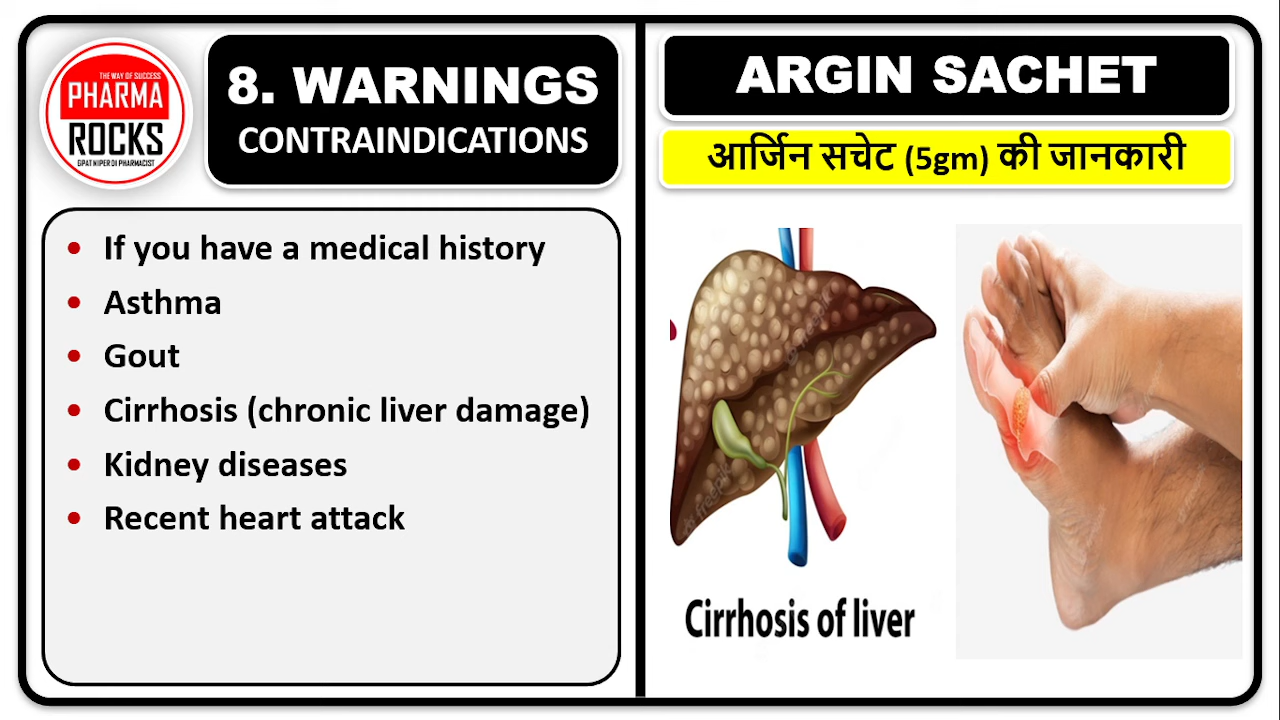 THE WAY OF SUCCESS
PHARMA
ROCKS
GPAT NIPER DI PHARMACIST
8. WARNINGS
CONTRAINDICATIONS
• If you have a medical history
• Asthma
• Gout
• Cirrhosis (chronic liver damage)
• Kidney diseases
• Recent heart attack
ARGIN SACHET
आर्जिन सचेट (5gm) की जानकारी
Cirrhosis of liver